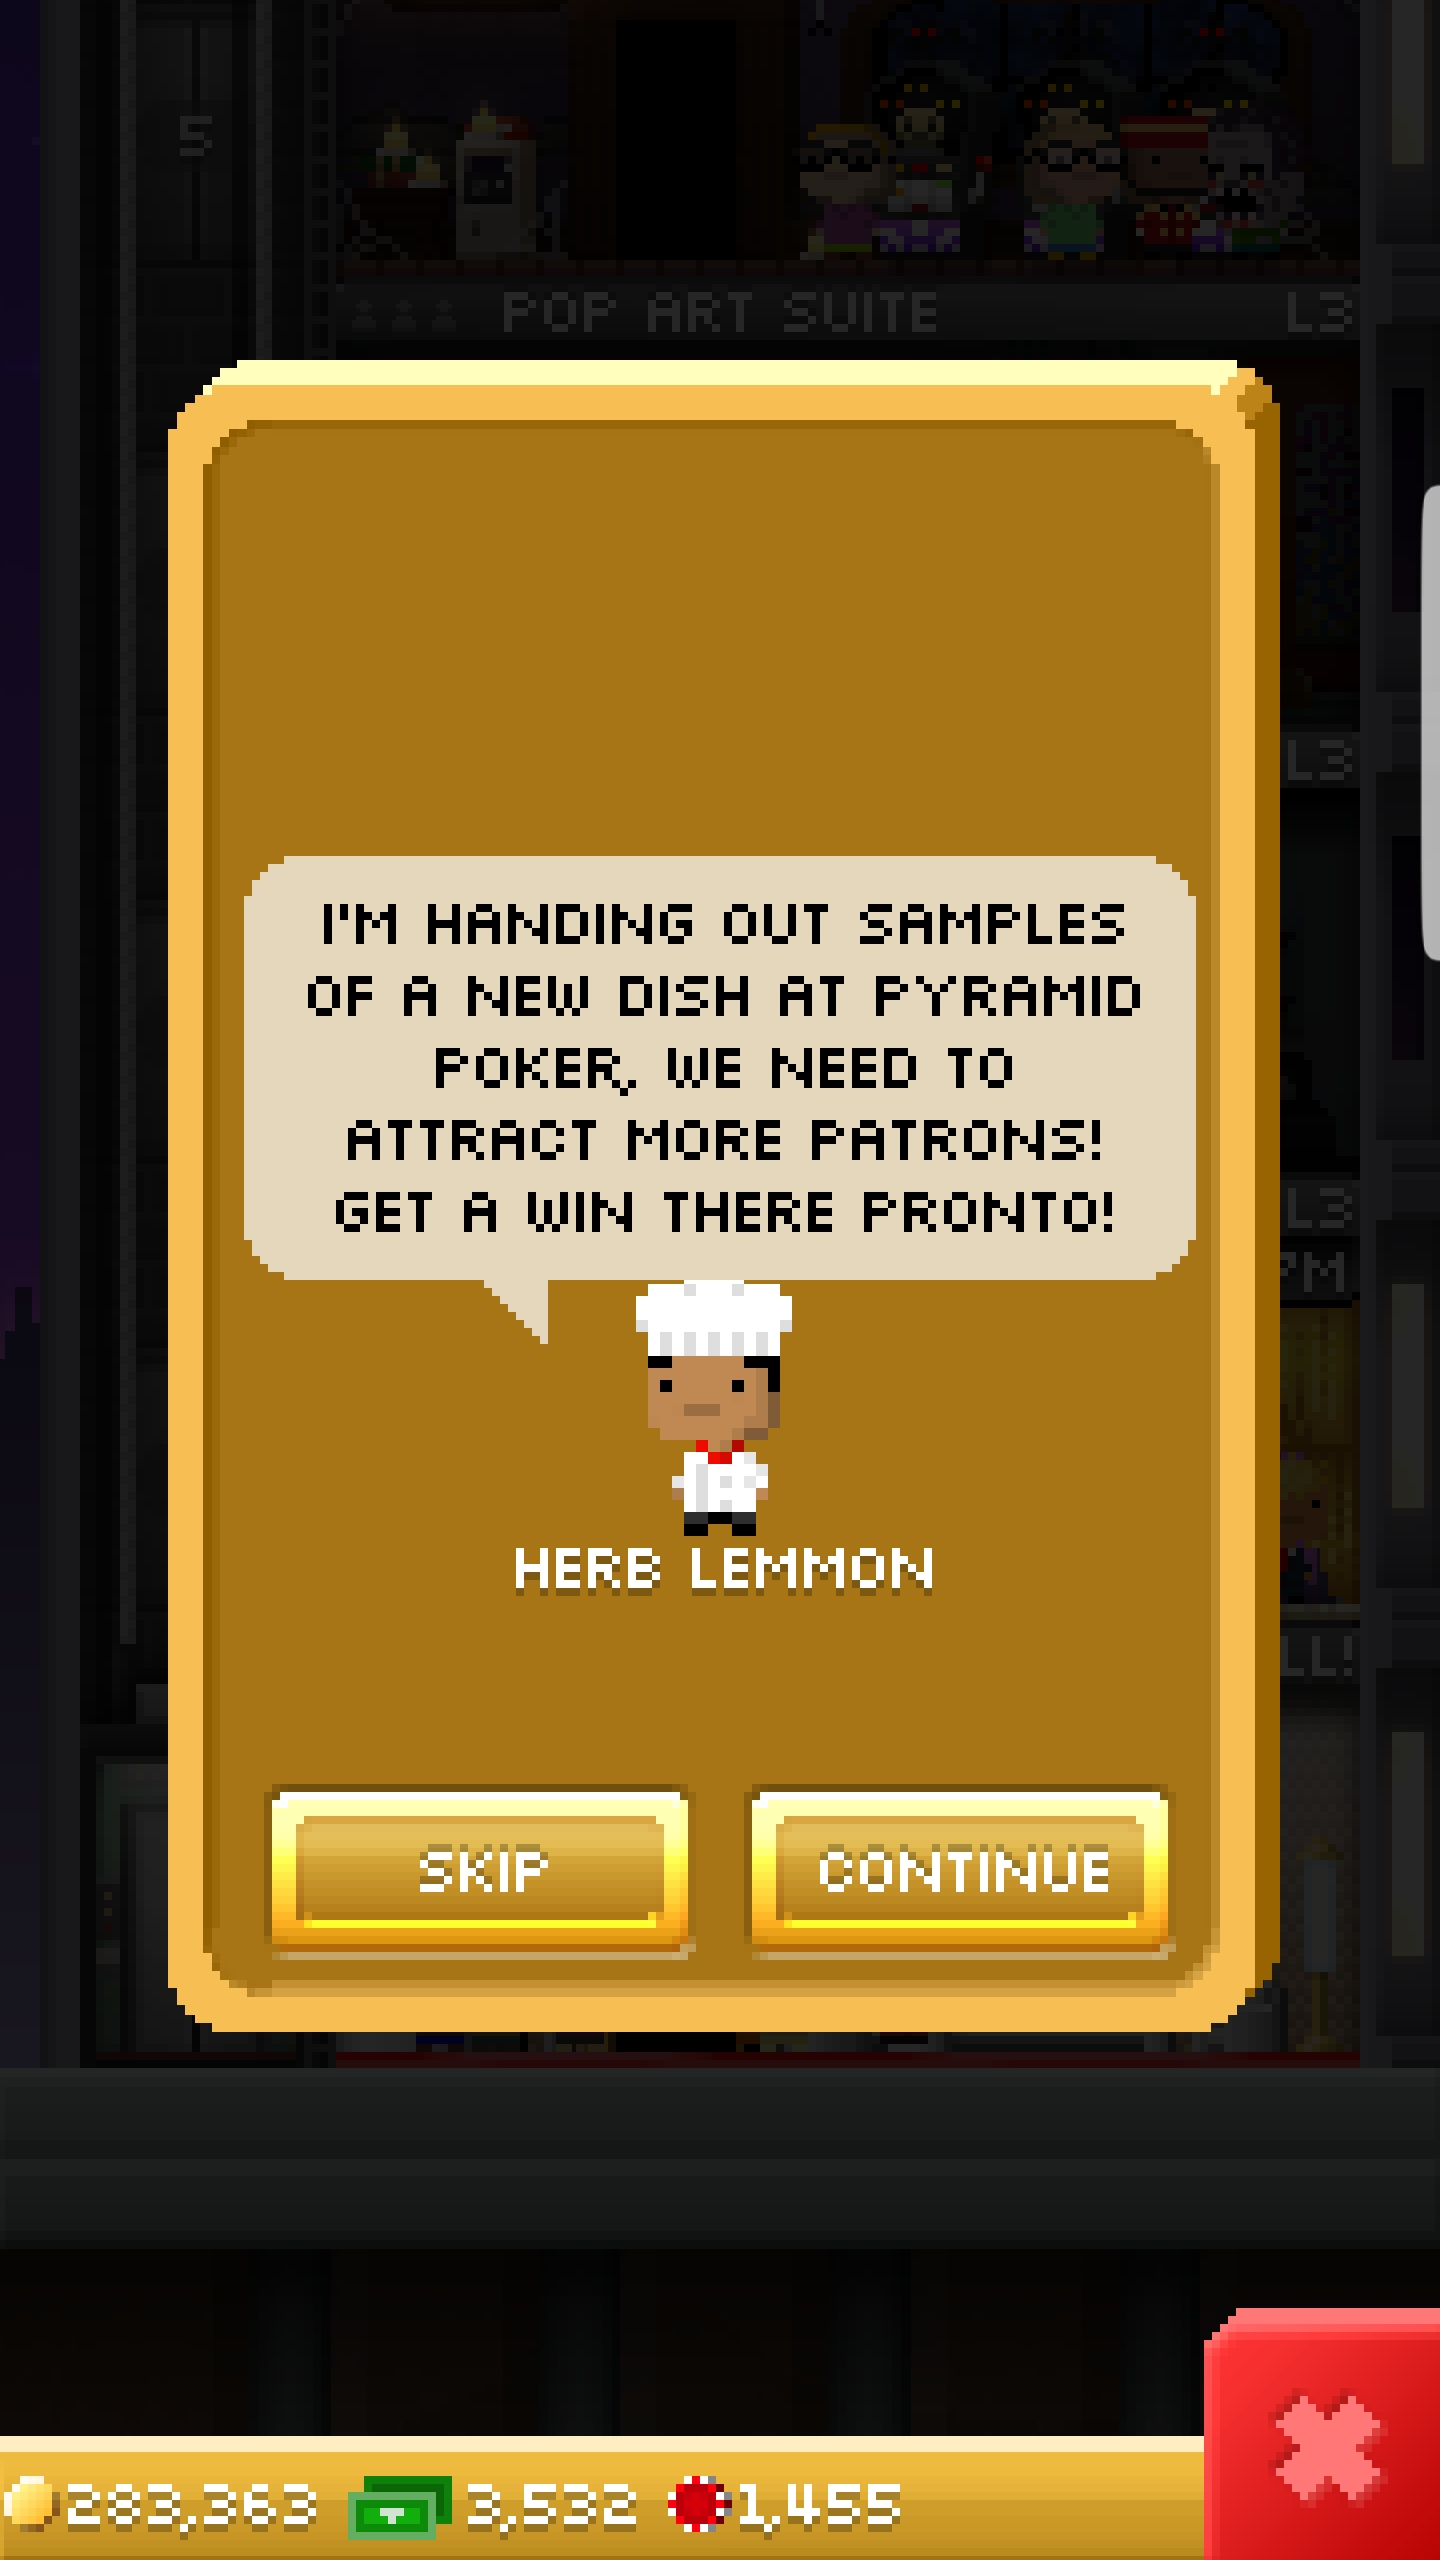 5
POP ART SUITE L3
L3
I'M HANDING OUT SAMPLES
OF A NEW DISH AT PYRAMID
POKER, WE NEED TO
ATTRACT MORE PATRONS!
GET A WIN THERE PRONTO!
L3
PM
HERB LEMMON
LL!
SKIP CONTINUE
283,363 3,532 1,455